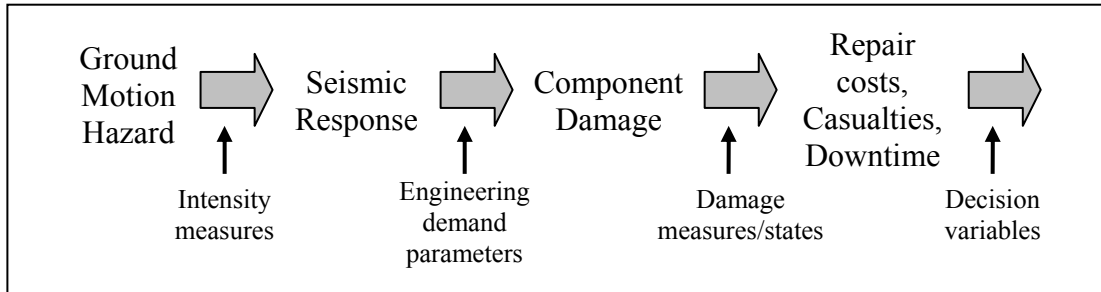 Ground
Motion
Hazard
Seismic
Response
Component
Damage
Repair
costs,
Casualties,
Downtime
Intensity
measures
Engineering
demand
parameters
Damage
measures/states
Decision
variables